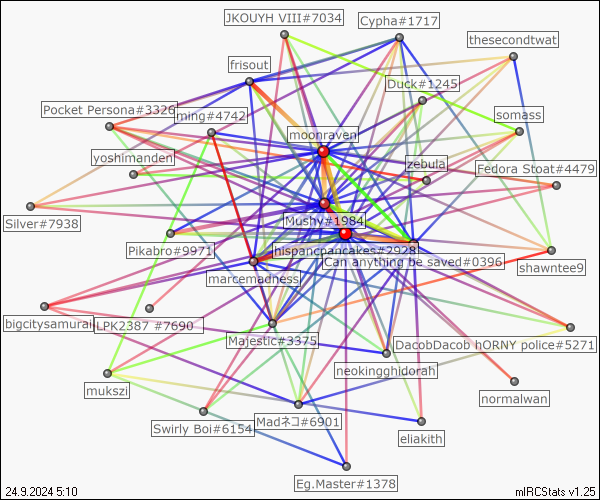 JKOUYH VIII#7034
Cypha#1717
thesecondtwat
frisout
Duck#1245
Pocket Persona#3326
ming#4742
somass
moonraven
yoshimanden
zebula
Fedora Stoat#4479
Silver#7938
Mushy#1984
Pikabro#9971
hispanicpancakes#2928
Can anything be saved#0396
shawntee9
marcemadness
bigcitysamurai
LPK2387 #7690
Majestic#3375
DacobDacob hORNY police#5271
neokingghidorah
mukszi
normalwan
Swirly Boi#6154
Madネコ#6901
eliakith
Eg.Master#1378
24.9.2024 5:10
mIRCStats v1.25